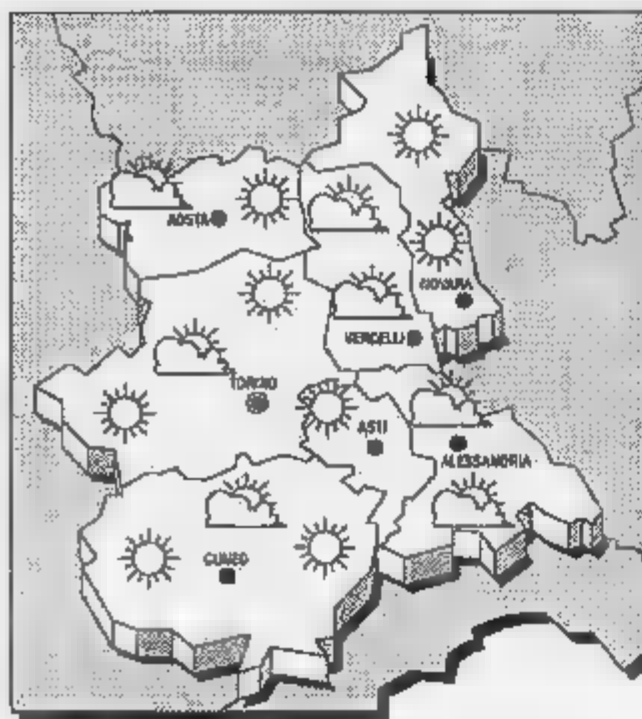 AOSTA
NOVARA
VERCELLI
TORINO
ASTI
ALESSANDRIA
CUNEO